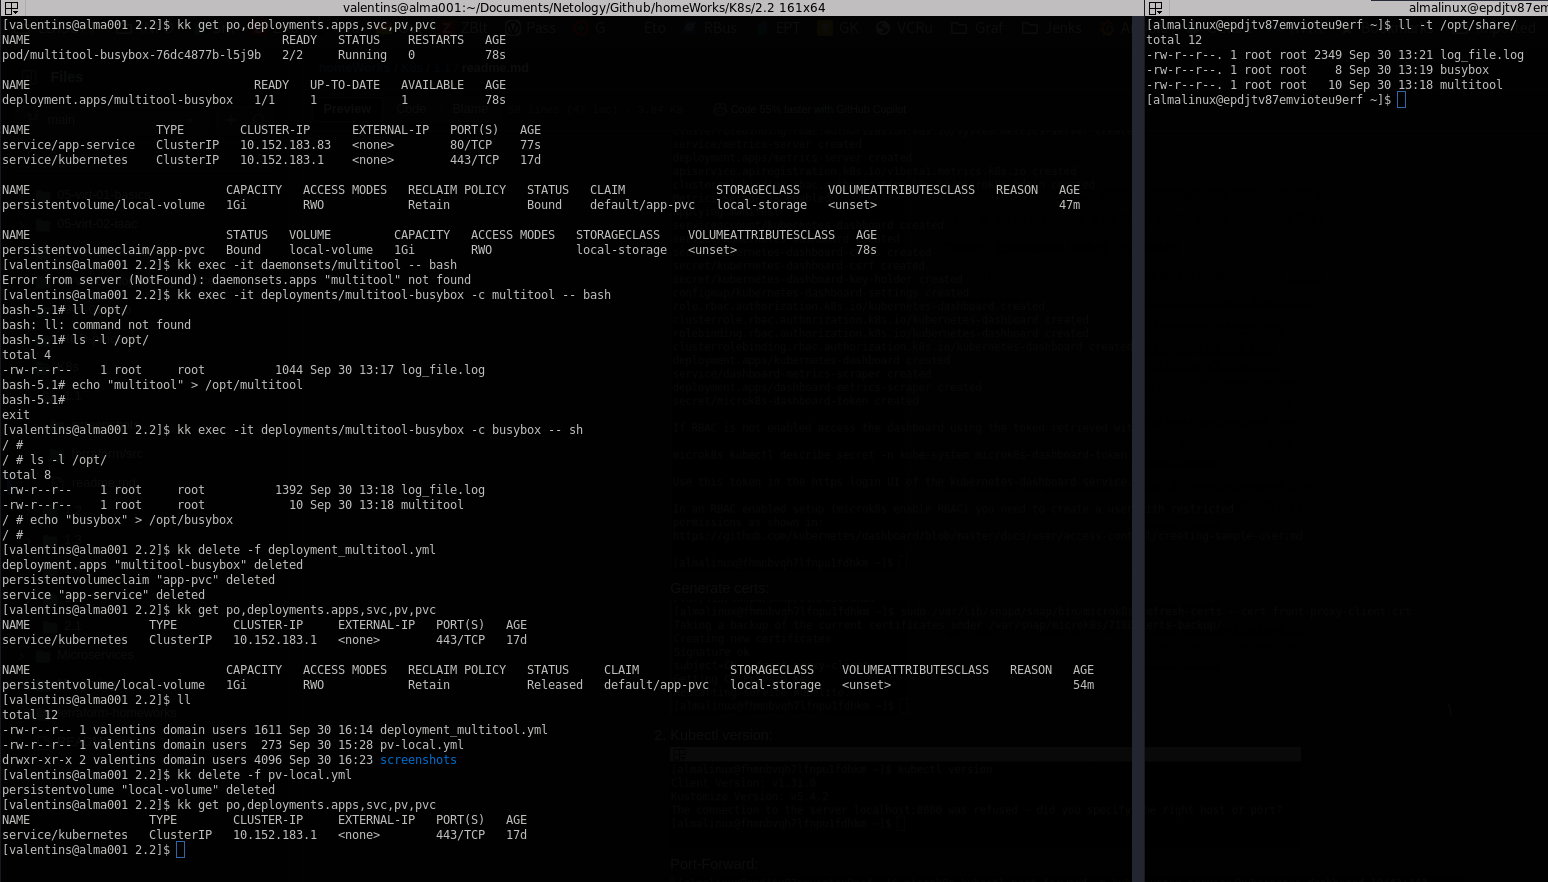 valentins@alma001:~/Documents/Netology/Github/homeWorks/K8s/2.2 161x64
[valentins@alma001 2.2]$ kk get po,deployments.apps,svc,pv,pvc
NAME                                    READY   STATUS    RESTARTS   AGE
pod/multitool-busybox-76dc4877b-l5j9b   2/2     Running   0          78s

NAME                                READY   UP-TO-DATE   AVAILABLE   AGE
deployment.apps/multitool-busybox   1/1     1            1           78s

NAME                  TYPE        CLUSTER-IP      EXTERNAL-IP   PORT(S)   AGE
service/app-service   ClusterIP   10.152.183.83   <none>        80/TCP    77s
service/kubernetes    ClusterIP   10.152.183.1    <none>        443/TCP   17d

NAME                            CAPACITY   ACCESS MODES   RECLAIM POLICY   STATUS   CLAIM             STORAGECLASS    VOLUMEATTRIBUTESCLASS   REASON   AGE
persistentvolume/local-volume   1Gi        RWO            Retain           Bound    default/app-pvc   local-storage   <unset>                          47m

NAME                            STATUS   VOLUME         CAPACITY   ACCESS MODES   STORAGECLASS    VOLUMEATTRIBUTESCLASS   AGE
persistentvolumeclaim/app-pvc   Bound    local-volume   1Gi        RWO            local-storage   <unset>                 78s
[valentins@alma001 2.2]$ kk exec -it daemonsets/multitool -- bash
Error from server (NotFound): daemonsets.apps "multitool" not found
[valentins@alma001 2.2]$ kk exec -it deployments/multitool-busybox -c multitool -- bash
bash-5.1# ll /opt/
bash: ll: command not found
bash-5.1# ls -l /opt/
total 4
-rw-r--r--    1 root     root          1044 Sep 30 13:17 log_file.log
bash-5.1# echo "multitool" > /opt/multitool
bash-5.1#
exit
[valentins@alma001 2.2]$ kk exec -it deployments/multitool-busybox -c busybox -- sh
/ #
/ # ls -l /opt/
total 8
-rw-r--r--    1 root     root          1392 Sep 30 13:18 log_file.log
-rw-r--r--    1 root     root            10 Sep 30 13:18 multitool
/ # echo "busybox" > /opt/busybox
/ #
[valentins@alma001 2.2]$ kk delete -f deployment_multitool.yml
deployment.apps "multitool-busybox" deleted
persistentvolumeclaim "app-pvc" deleted
service "app-service" deleted
[valentins@alma001 2.2]$ kk get po,deployments.apps,svc,pv,pvc
NAME                 TYPE        CLUSTER-IP     EXTERNAL-IP   PORT(S)   AGE
service/kubernetes   ClusterIP   10.152.183.1   <none>        443/TCP   17d

NAME                            CAPACITY   ACCESS MODES   RECLAIM POLICY   STATUS     CLAIM             STORAGECLASS    VOLUMEATTRIBUTESCLASS   REASON   AGE
persistentvolume/local-volume   1Gi        RWO            Retain           Released   default/app-pvc   local-storage   <unset>                          54m
[valentins@alma001 2.2]$ ll
total 12
-rw-r--r-- 1 valentins domain users 1611 Sep 30 16:14 deployment_multitool.yml
-rw-r--r-- 1 valentins domain users  273 Sep 30 15:28 pv-local.yml
drwxr-xr-x 2 valentins domain users 4096 Sep 30 16:23 screenshots
[valentins@alma001 2.2]$ kk delete -f pv-local.yml
persistentvolume "local-volume" deleted
[valentins@alma001 2.2]$ kk get po,deployments.apps,svc,pv,pvc
NAME                 TYPE        CLUSTER-IP     EXTERNAL-IP   PORT(S)   AGE
service/kubernetes   ClusterIP   10.152.183.1   <none>        443/TCP   17d
[valentins@alma001 2.2]$
almalinux@epdjtv87em
[almalinux@epdjtv87emvioteu9erf ~]$ ll -t /opt/share/
total 12
-rw-r--r--. 1 root root 2349 Sep 30 13:21 log_file.log
-rw-r--r--. 1 root root    8 Sep 30 13:19 busybox
-rw-r--r--. 1 root root   10 Sep 30 13:18 multitool
[almalinux@epdjtv87emvioteu9erf ~]$
Generate certs:
2. Kubectl version
Port-Forward: